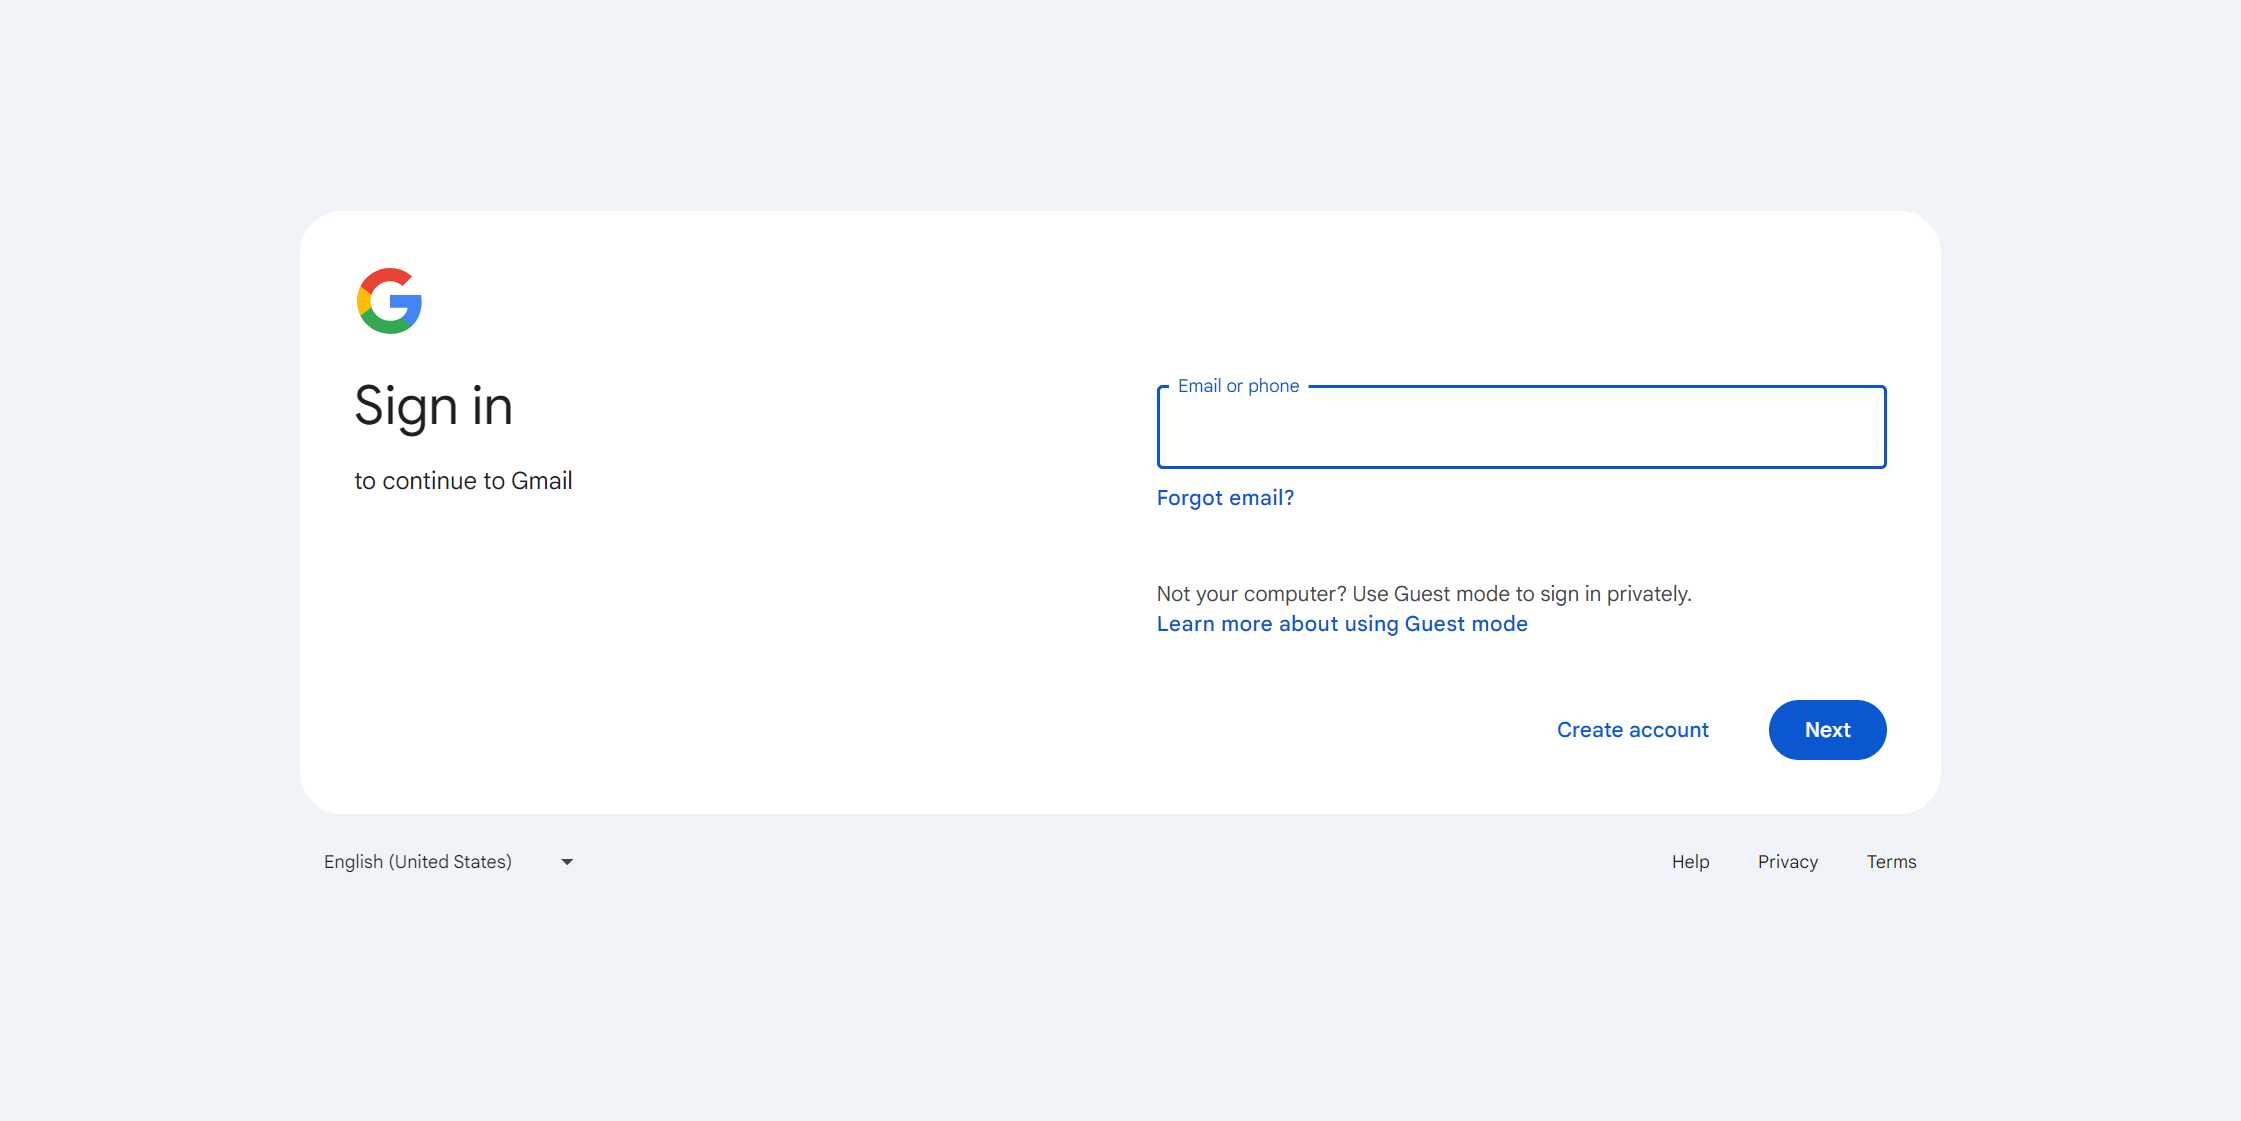 Sign in
to continue to Gmail
Email or phone
Forgot email?
Not your computer? Use Guest mode to sign in privately.
Learn more about using Guest mode
Create account
Next
English (United States)
Help
Privacy
Terms